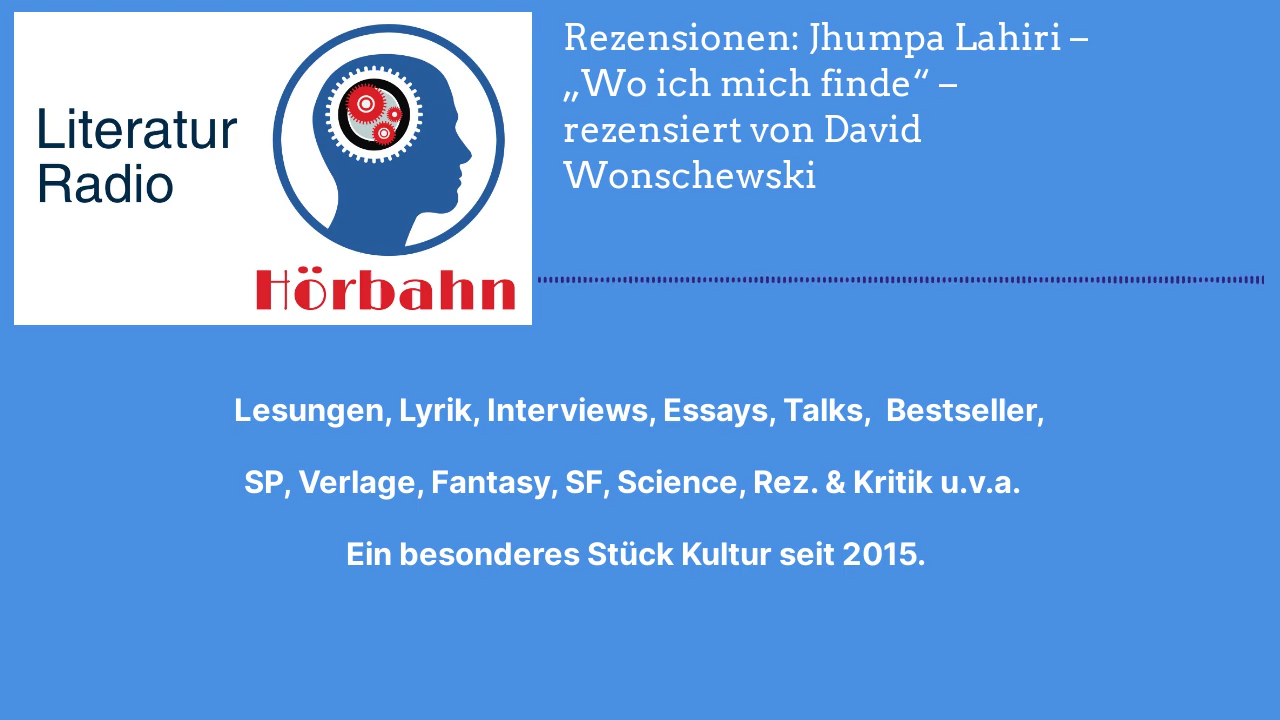 Literatur
Radio
Hörbahn
Rezensionen: Jhumpa Lahiri –
„Wo ich mich finde“ –
rezensiert von David
Wonschewski
Lesungen, Lyrik, Interviews, Essays, Talks,  Bestseller,
SP, Verlage, Fantasy, SF, Science, Rez. & Kritik u.v.a.
Ein besonderes Stück Kultur seit 2015.